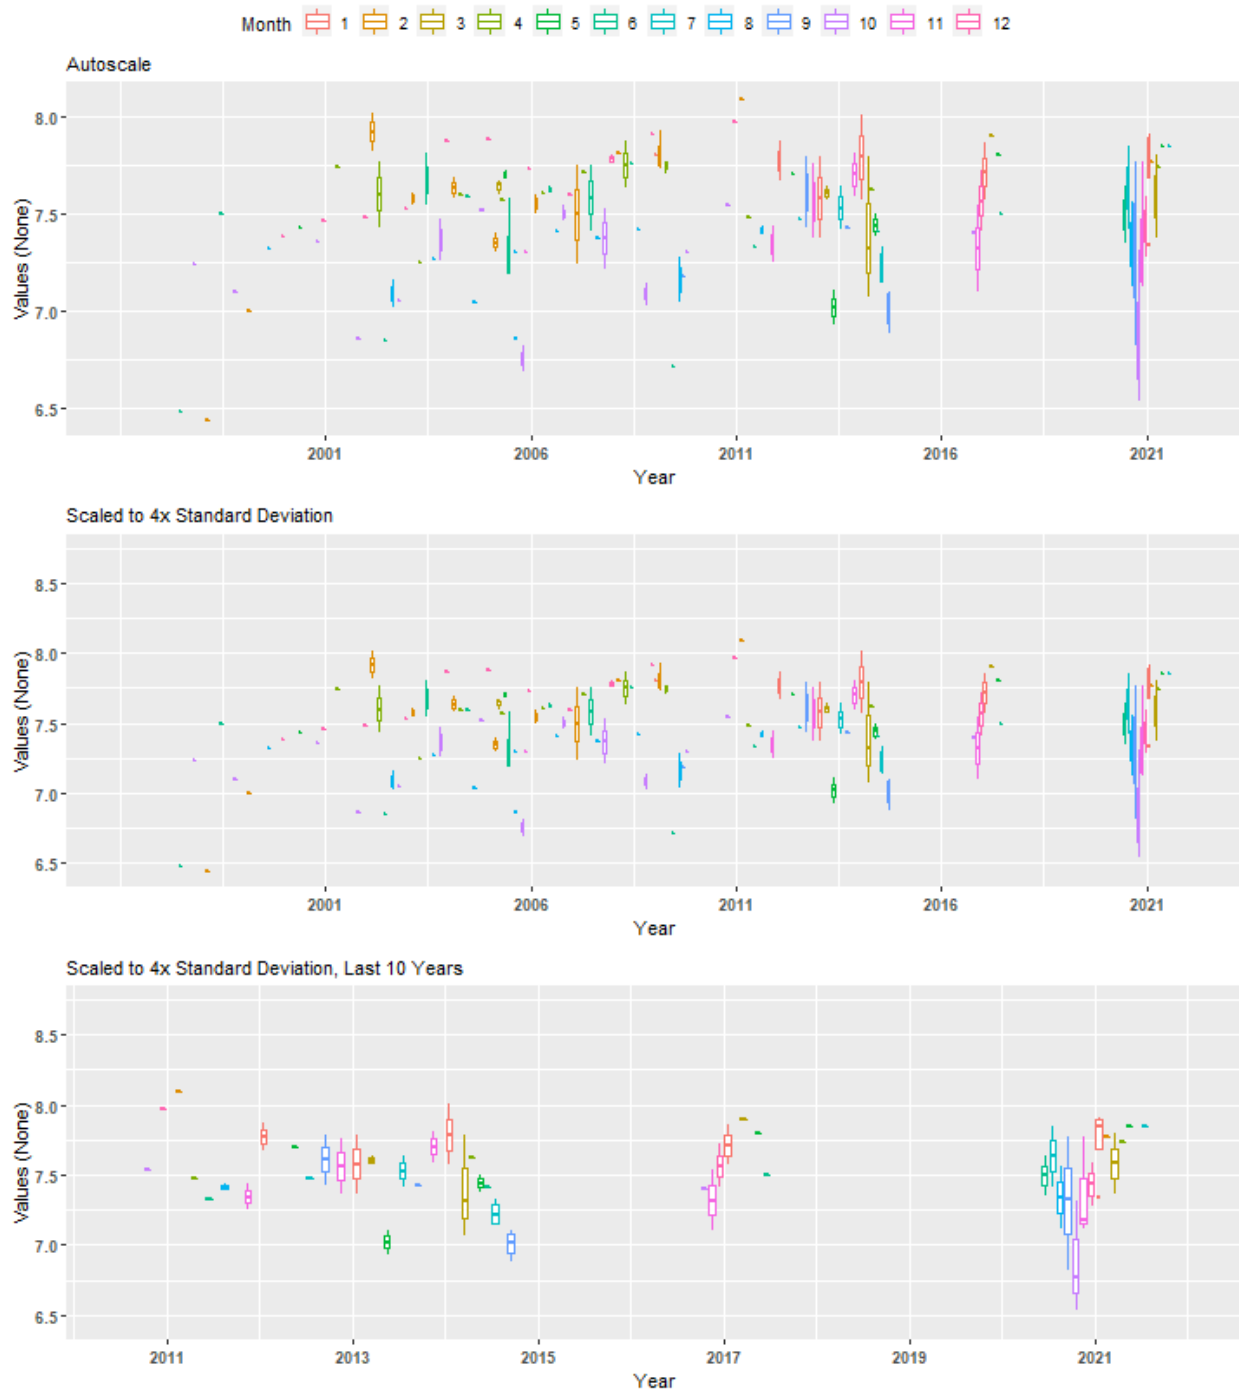 Month 1 2 3 4 5 6 7 8 9 10 11 12
Autoscale
Values (None)
8.0
7.5
7.0
6.5
2001 2006 2011 2016 2021
Year
Scaled to 4x Standard Deviation
Values (None)
8.5
8.0
7.5
7.0
6.5
2001 2006 2011 2016 2021
Year
Scaled to 4x Standard Deviation, Last 10 Years
Values (None)
8.5
8.0
7.5
7.0
6.5
2011 2013 2015 2017 2019 2021
Year